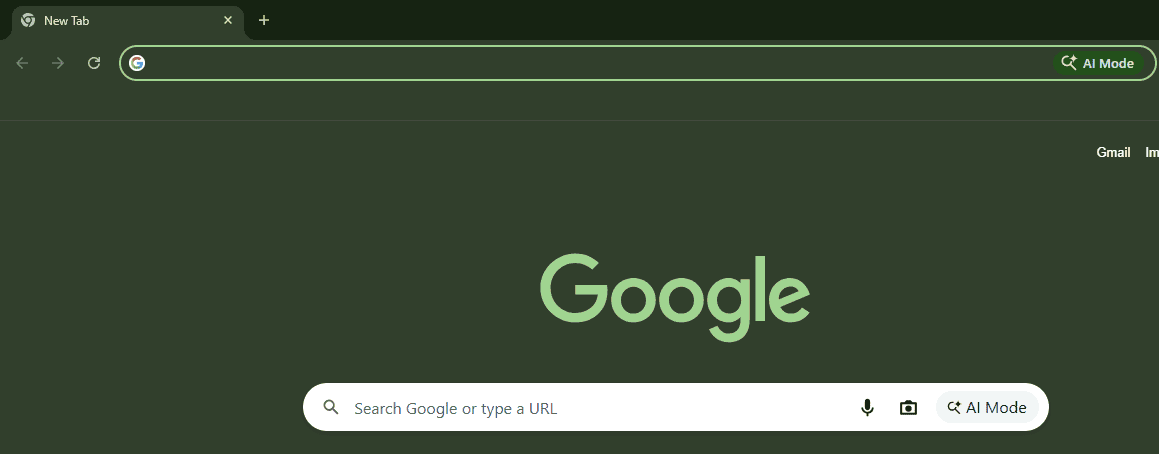 New Tab
AI Mode
Gmail Im
Google
Search Google or type a URL AI Mode